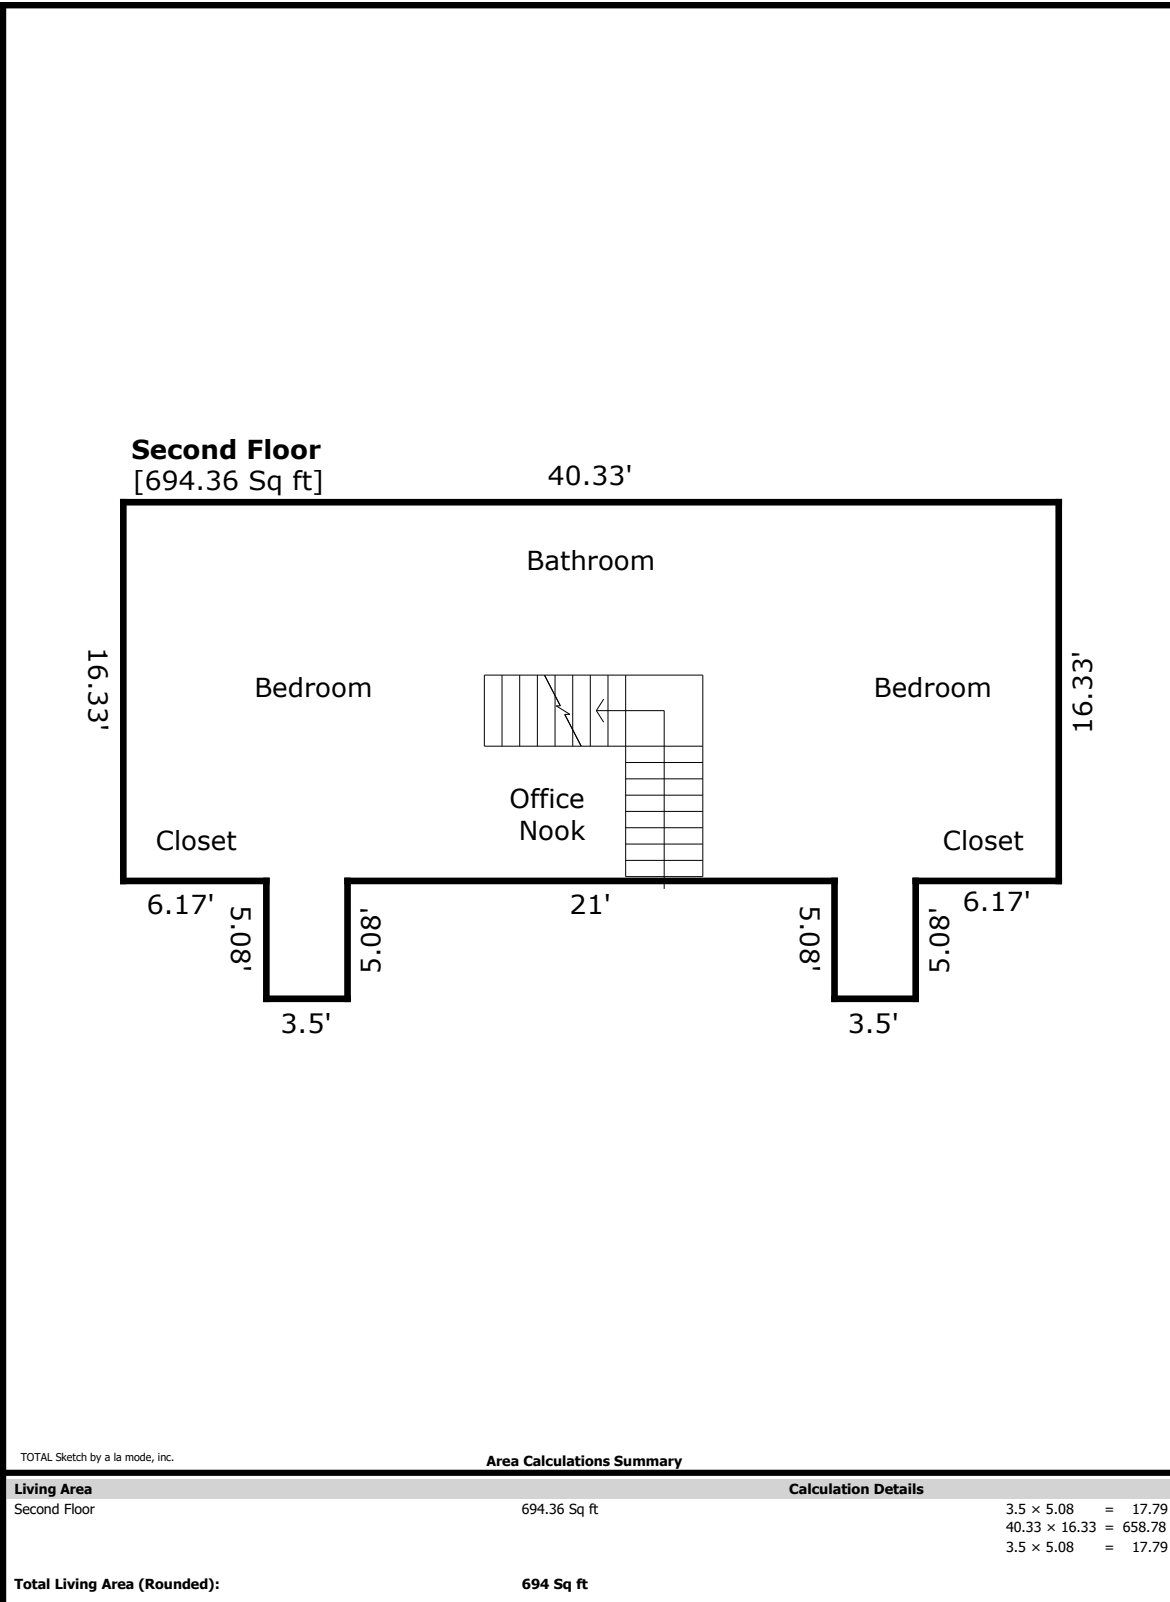 Second Floor
[694.36 Sq ft]
40.33'
Bathroom
16.33'
Bedroom
Bedroom
16.33'
Office
Nook
Closet
Closet
6.17'
5.08'
5.08'
21'
5.08'
5.08'
6.17'
3.5'
3.5'
TOTAL Sketch by a la mode, inc.
Area Calculations Summary
Living Area Calculation Details
Second Floor 694.36 Sq ft 3.5 × 5.08 = 17.79
40.33 × 16.33 = 658.78
3.5 × 5.08 = 17.79
Total Living Area (Rounded): 694 Sq ft